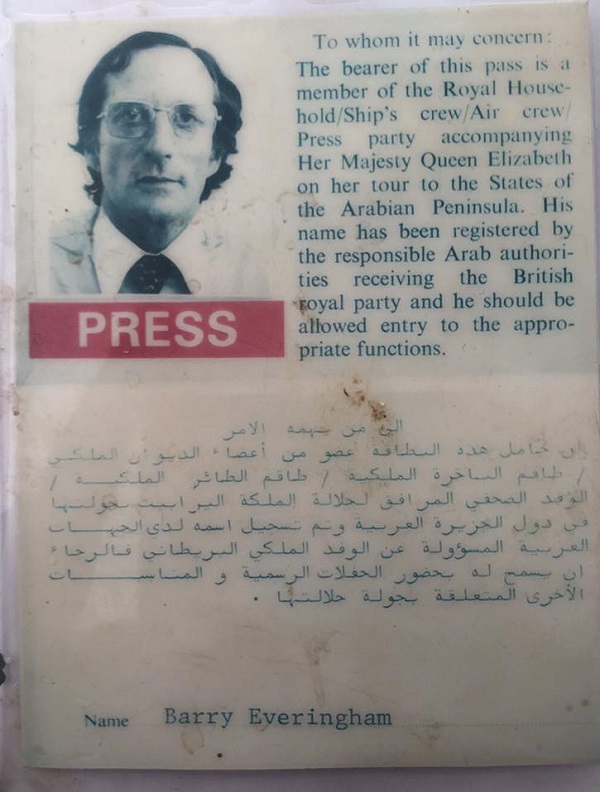 To whom it may concern:
The bearer of this pass is a
member of the Royal House-
hold/Ship's crew/Air crew/
Press party accompanying
Her Majesty Queen Elizabeth
on her tour to the States of
the Arabian Peninsula. His
name has been registered by
the responsible Arab authori-
ties receiving the British
royal party and he should be
allowed entry to the appro-
priate functions.
PRESS
الى من يهمه الامر
ان حامل هذه البطاقة عضو من أعضاء الديوان الملكي
/ طاقم الباخرة الملكية / طاقم الطائر الملكيه /
الوفد الصحفي المرافق لجلالة الملكة اليزابيت بجولتها
في دول الجزيرة العربية وتم تسجيل اسمه لدى الجهات
العربية المسؤولة عن الوفد الملكي البريطاني فالرجاء
ان يسمح له بحضور الحفلات الرسمية و المناسبات
الأخرى المتعلقة بجولة جلالتها .
Name Barry Everingham